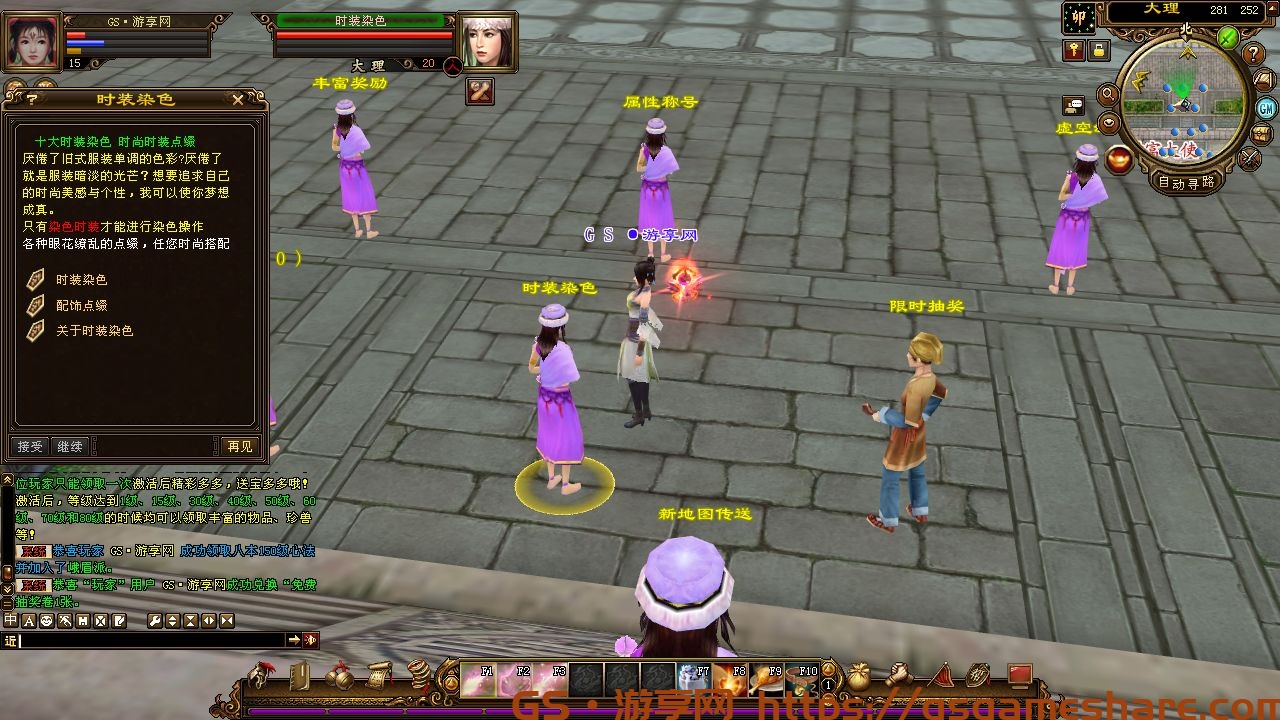 GS·游享网
15
时装染色
大理
20
丰富奖励
属性称号
大理 281 252
北
GM
自动寻路
时装染色
十大时装染色 时尚时装点缀
厌倦了旧式服装单调的色彩?厌倦了
就是服装暗淡的光芒?想要追求自己
的时尚美感与个性，我可以使你梦想
成真。
只有染色时装才能进行染色操作
各种眼花缭乱的点缀，任您时尚搭配
时装染色
配饰点缀
关于时装染色
接受 继续 再见
0 )
GS·游享网
时装染色
限时抽奖
新地图传送
位玩家只能领取一次激活后精彩多多，送宝多多哦!
激活后，等级达到1级、15级、30级、40级、50级、60
级、70级和80级的时候均可以领取丰富的物品、珍兽
等!
系统 恭喜玩家 GS·游享网 成功领取八本150级心法
并加入了峨眉派。
系统 恭喜“玩家”用户 GS·游享网成功兑换“免费
抽奖卷1张。
近
F1 F2 F3 F7 F8 F9 F10
1
GS·游享网 https://gsgameshare.com